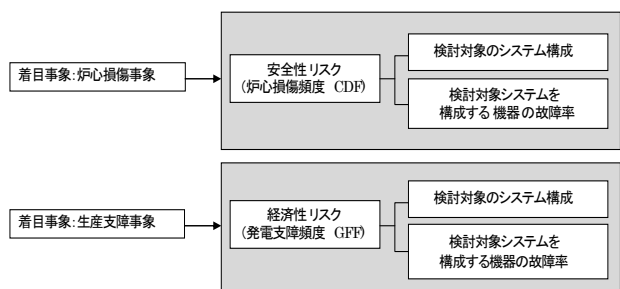 着目事象:炉心損傷事象
安全性リスク
(炉心損傷頻度 CDF)
検討対象のシステム構成
検討対象システムを
構成する機器の故障率
着目事象:生産支障事象
経済性リスク
(発電支障頻度 GFF)
検討対象のシステム構成
検討対象システムを
構成する機器の故障率